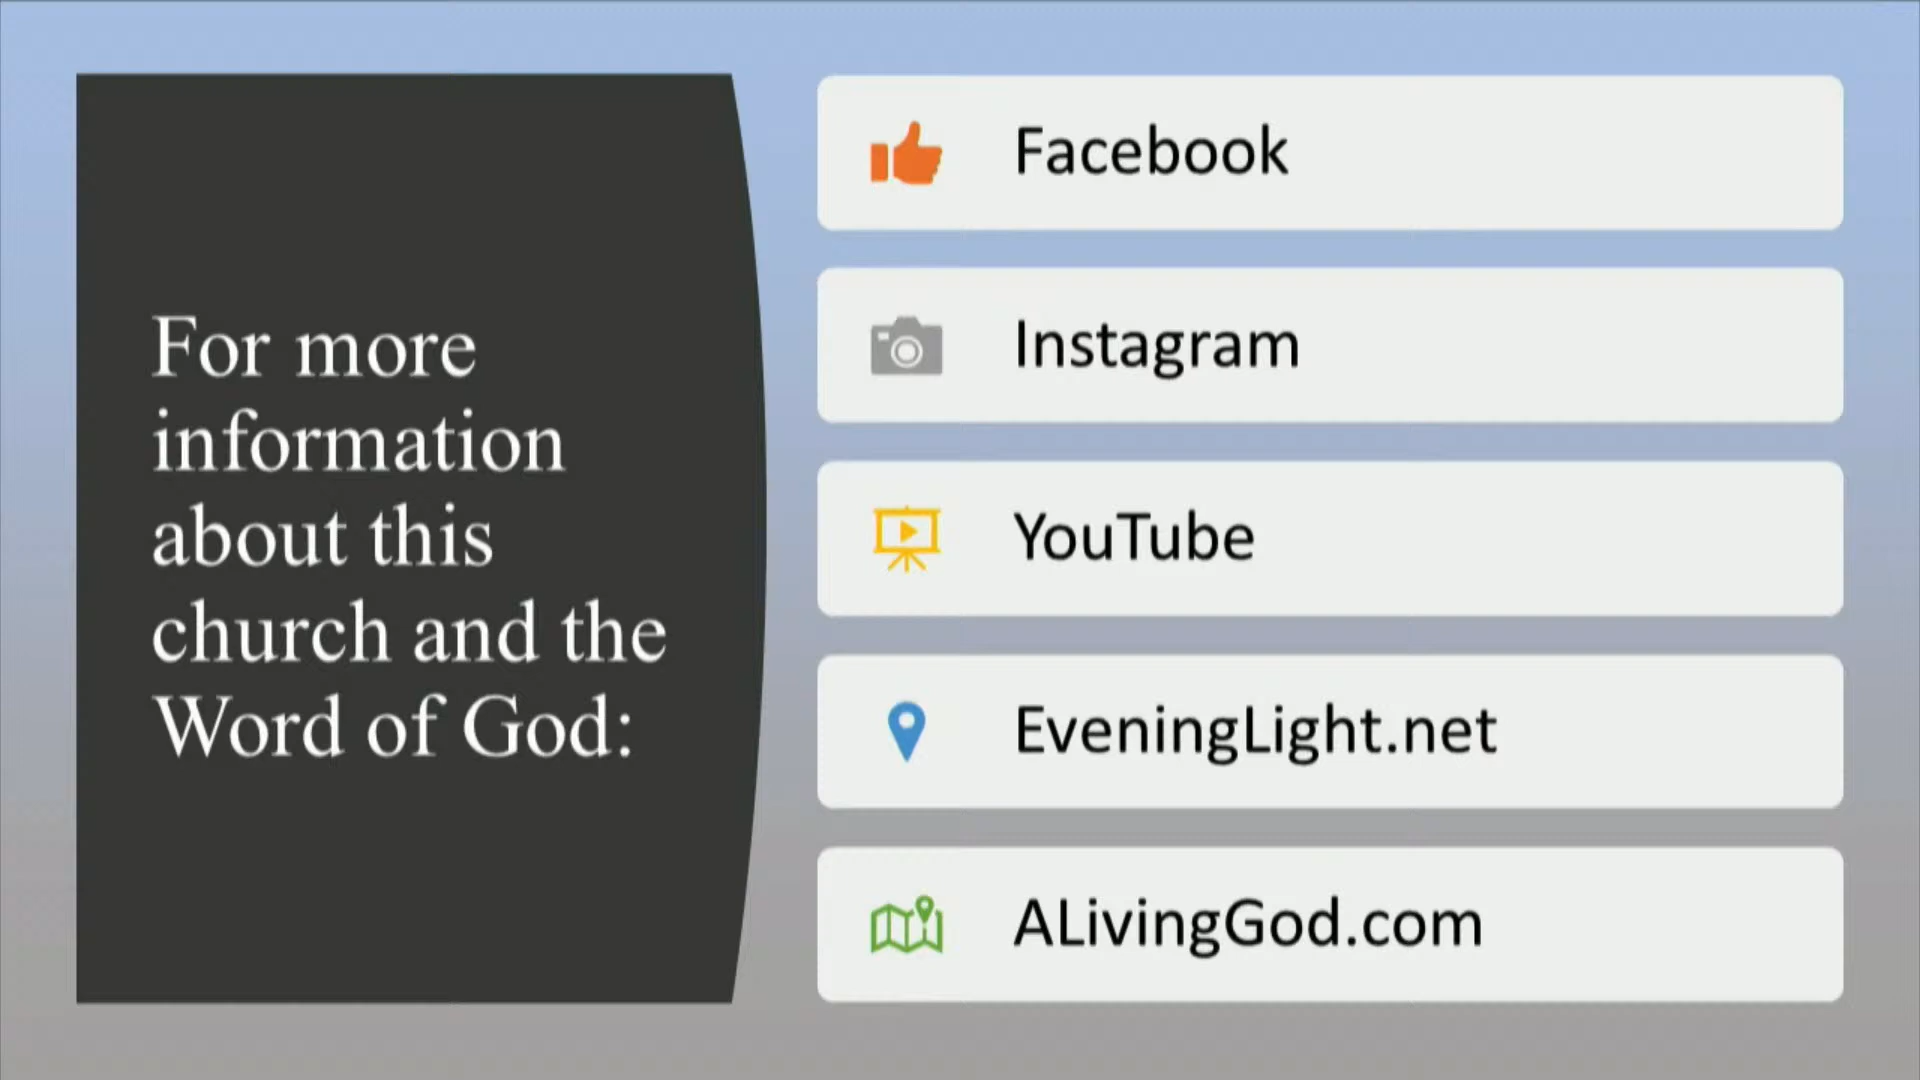 For more
information
about this
church and the
Word of God:
Facebook
Instagram
YouTube
EveningLight.net
ALivingGod.com